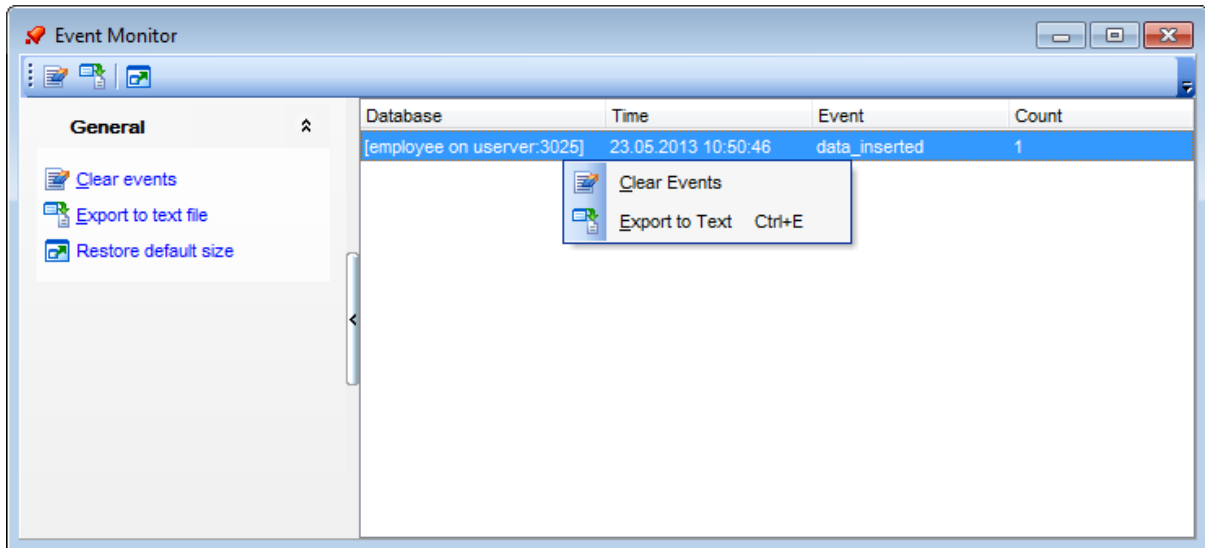 Event Monitor
General
Clear events
Export to text file
Restore default size
Database Time Event Count
[employee on userver:3025] 23.05.2013 10:50:46 data_inserted 1
Clear Events
Export to Text Ctrl+E